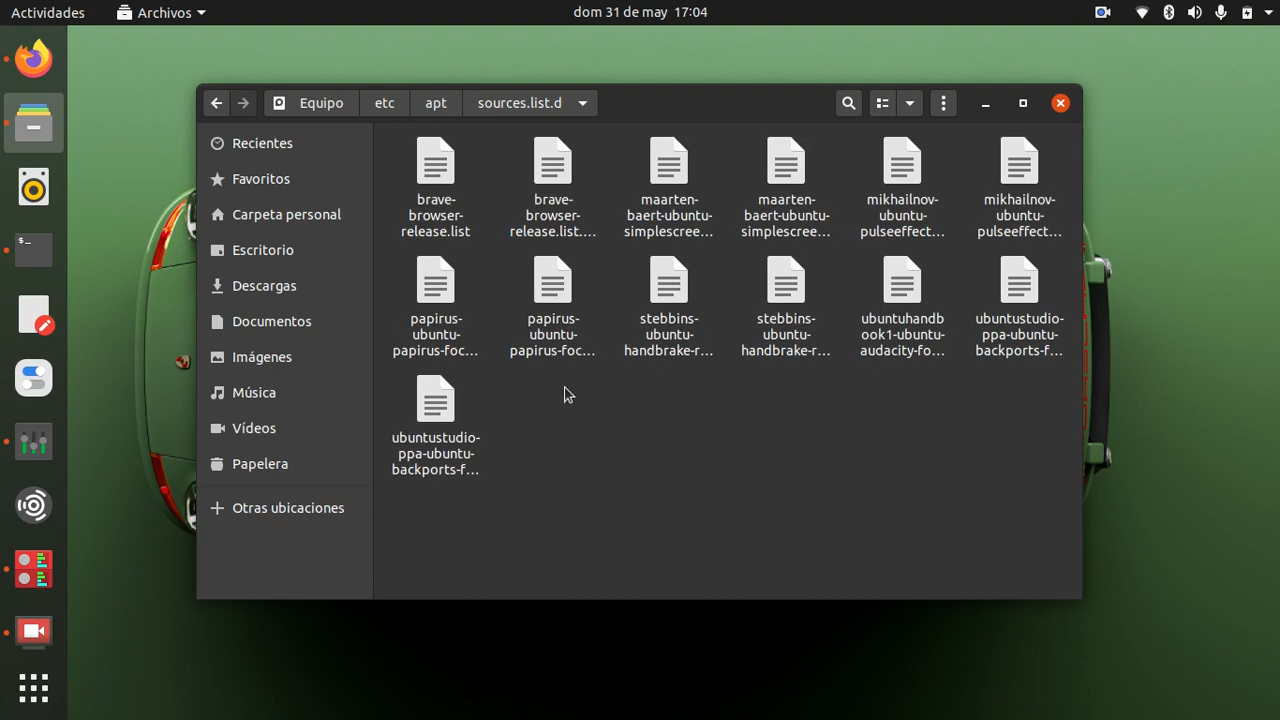 Actividades
Archivos
dom 31 de may 17:04
Equipo
etc
apt
sources.list.d
Recientes
Favoritos
Carpeta personal
Escritorio
Descargas
Documentos
Imágenes
Música
Vídeos
Papelera
Otras ubicaciones
brave-
browser-
release.list
brave-
browser-
release.list....
maarten-
baert-ubuntu-
simplescree...
maarten-
baert-ubuntu-
simplescree...
mikhailnov-
ubuntu-
pulseeffect...
mikhailnov-
ubuntu-
pulseeffect...
papirus-
ubuntu-
papirus-foc...
papirus-
ubuntu-
papirus-foc...
stebbins-
ubuntu-
handbrake-r...
stebbins-
ubuntu-
handbrake-r...
ubuntuhandb
ook1-ubuntu-
audacity-fo...
ubuntustudio-
ppa-ubuntu-
backports-f...
ubuntustudio-
ppa-ubuntu-
backports-f...